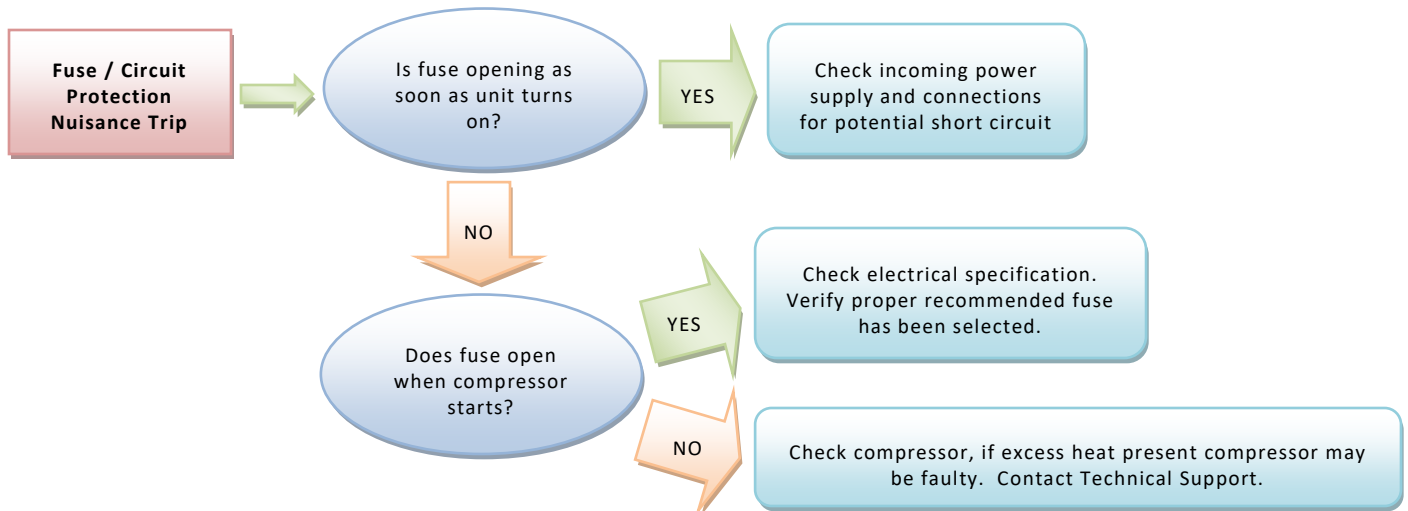 Fuse / Circuit
Protection
Nuisance Trip
Is fuse opening as
soon as unit turns
on?
YES
Check incoming power
supply and connections
for potential short circuit
NO
Does fuse open
when compressor
starts?
YES
Check electrical specification.
Verify proper recommended fuse
has been selected.
NO
Check compressor, if excess heat present compressor may
be faulty.  Contact Technical Support.